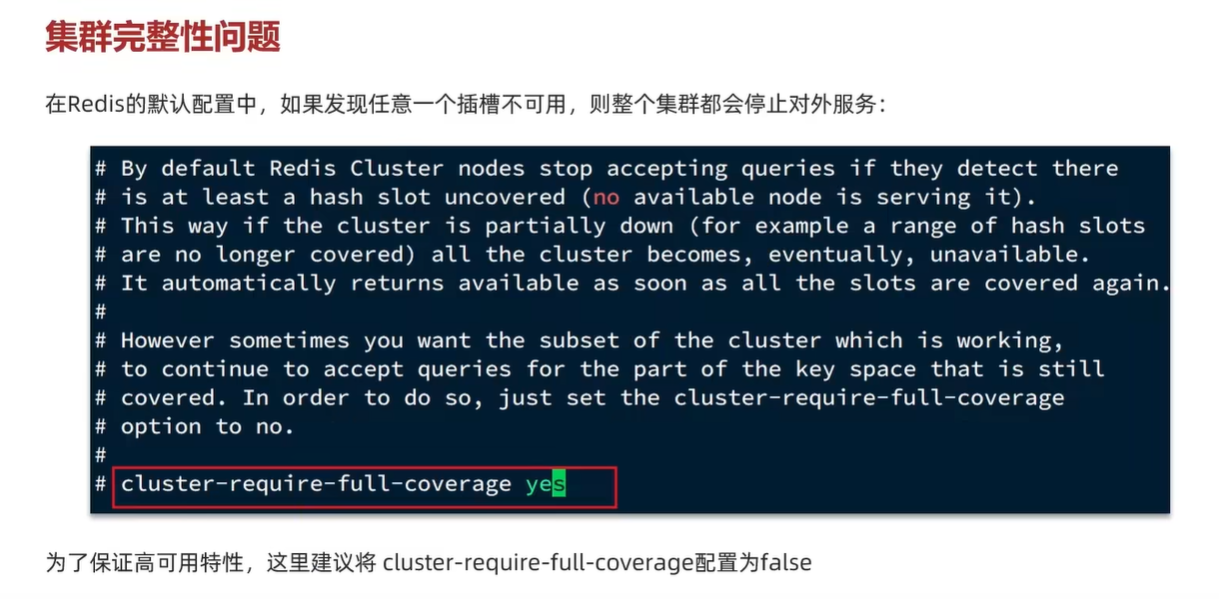 集群完整性问题
在Redis的默认配置中，如果发现任意一个插槽不可用，则整个集群都会停止对外服务：
# By default Redis Cluster nodes stop accepting queries if they detect there
# is at least a hash slot uncovered (no available node is serving it).
# This way if the cluster is partially down (for example a range of hash slots
# are no longer covered) all the cluster becomes, eventually, unavailable.
# It automatically returns available as soon as all the slots are covered again.
#
# However sometimes you want the subset of the cluster which is working,
# to continue to accept queries for the part of the key space that is still
# covered. In order to do so, just set the cluster-require-full-coverage
# option to no.
#
# cluster-require-full-coverage yes
为了保证高可用特性，这里建议将 cluster-require-full-coverage配置为false